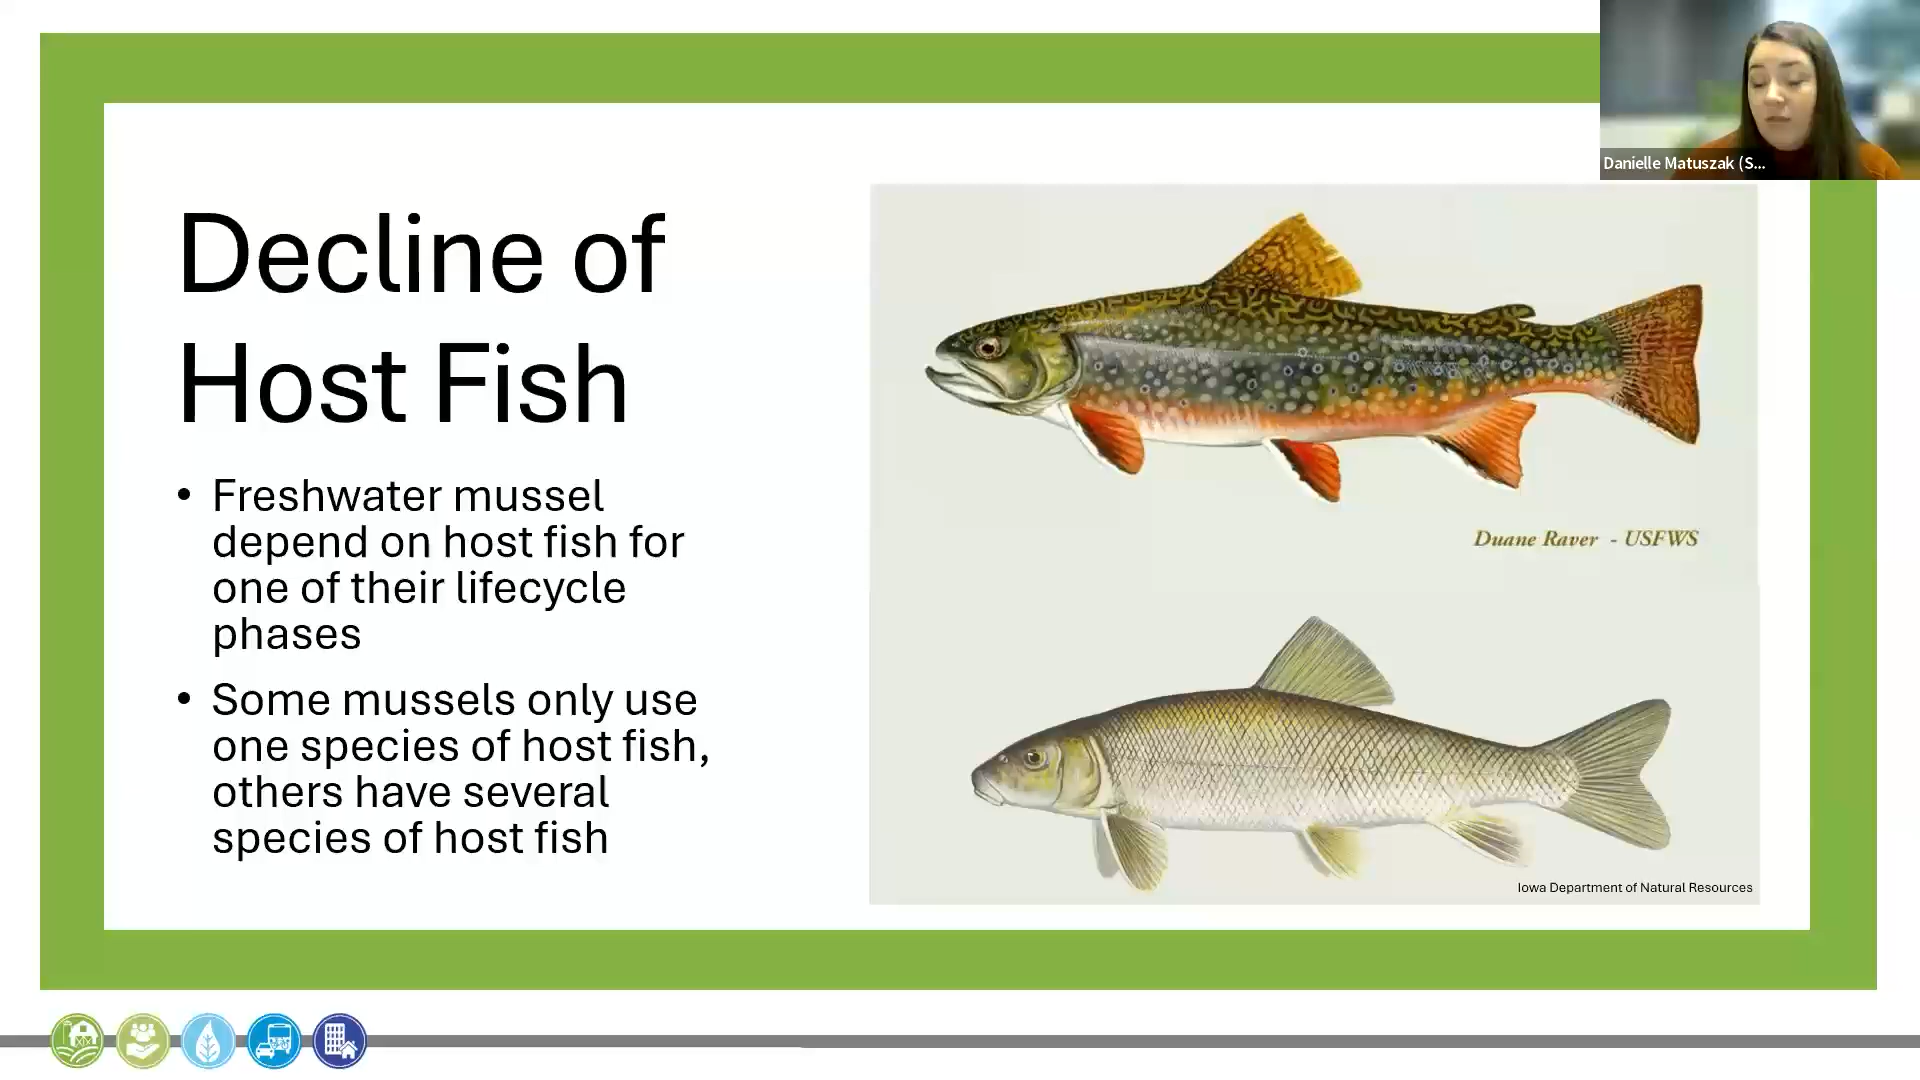 Danielle Matuszak (S...
Decline of
Host Fish
• Freshwater mussel
depend on host fish for
one of their lifecycle
phases
• Some mussels only use
one species of host fish,
others have several
species of host fish
Duane Raver - USFWS
Iowa Department of Natural Resources